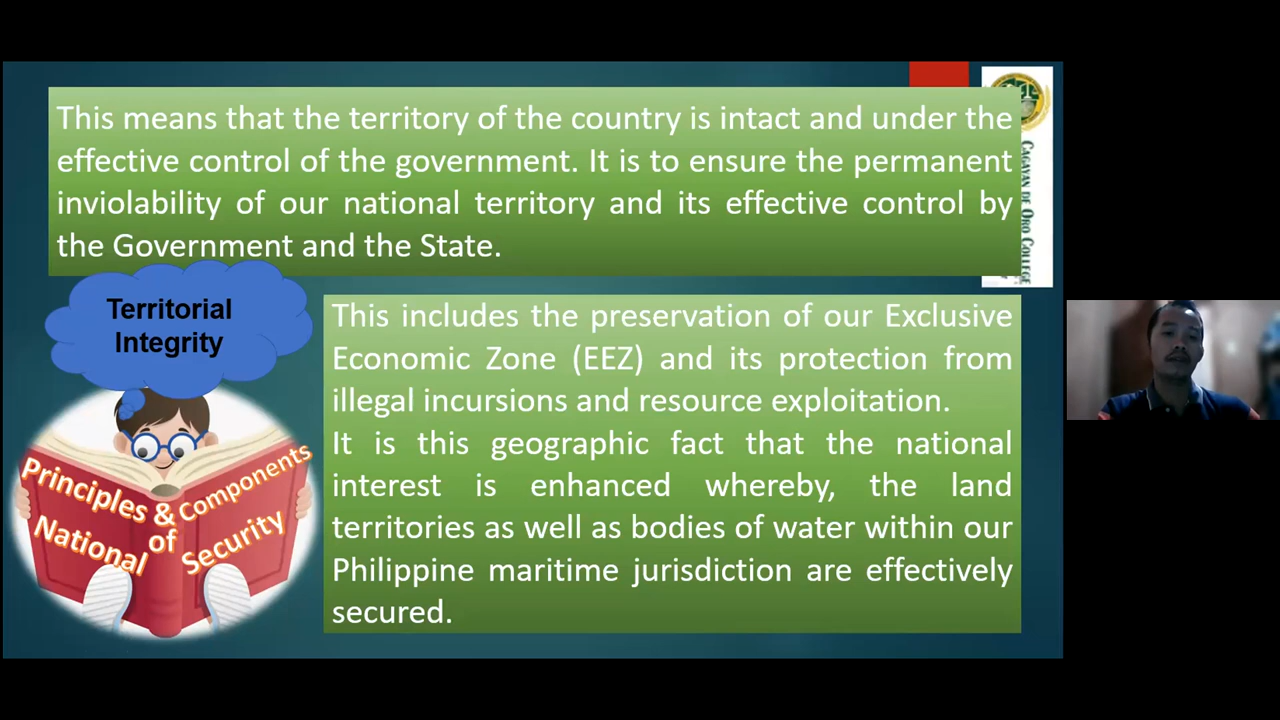 This means that the territory of the country is intact and under the
effective control of the government. It is to ensure the permanent
inviolability of our national territory and its effective control by
the Government and the State.
CAGAYAN DE ORO COLLEGE
Territorial
Integrity
This includes the preservation of our Exclusive
Economic Zone (EEZ) and its protection from
illegal incursions and resource exploitation.
It is this geographic fact that the national
interest is enhanced whereby, the land
territories as well as bodies of water within our
Philippine maritime jurisdiction are effectively
secured.
Principles & Components
National of Security